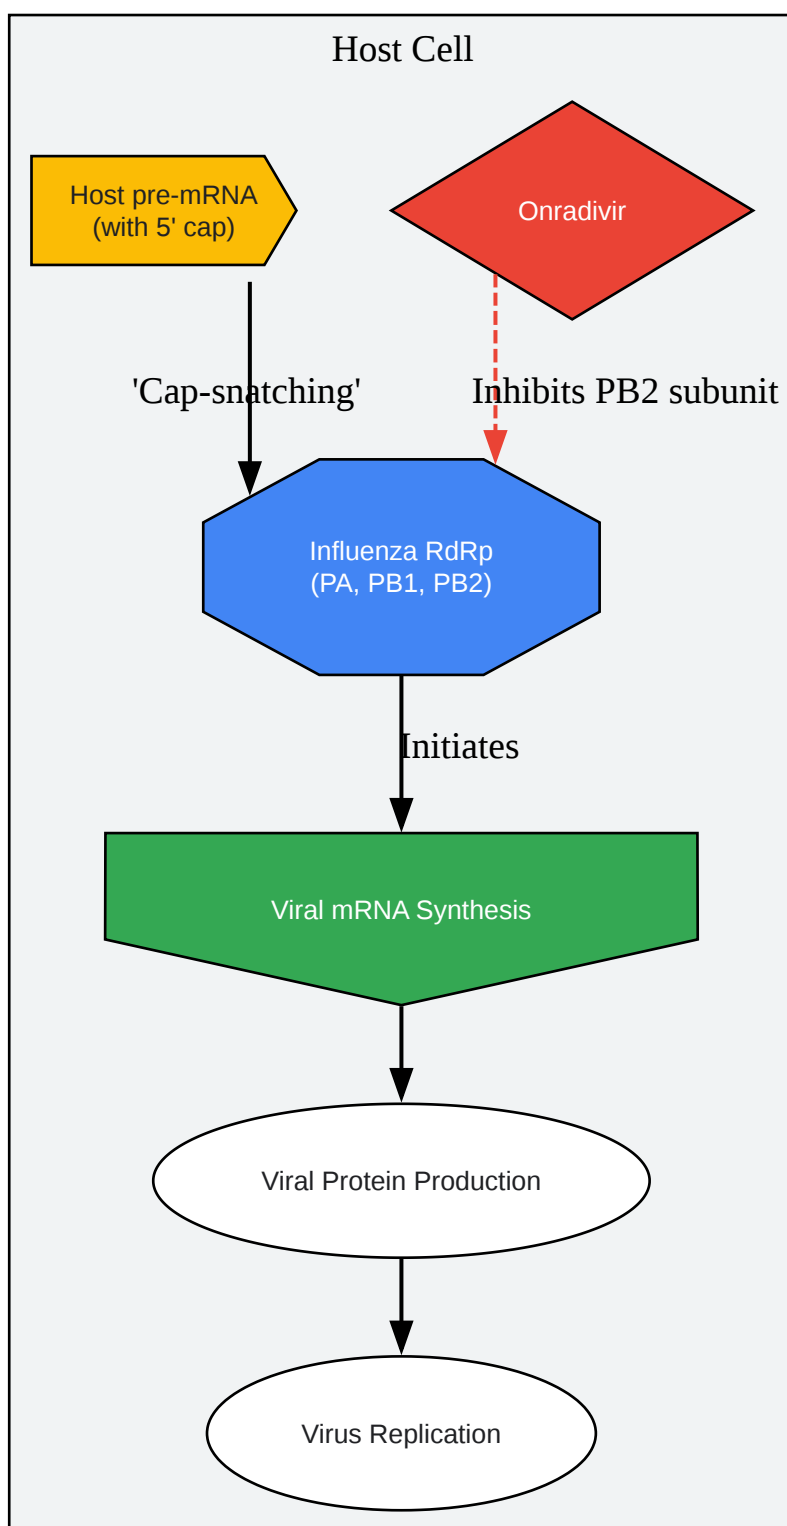 Host Cell
Host pre-mRNA
(with 5' cap)
Onradivir
'Cap-snatching'
Inhibits PB2 subunit
Influenza RdRp
(PA, PB1, PB2)
Initiates
Viral mRNA Synthesis
Viral Protein Production
Virus Replication